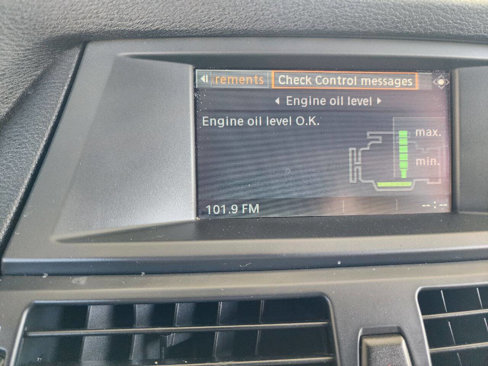 rements Check Control messages
Engine oil level
Engine oil level O.K.
max.
min.
101.9 FM
--:--